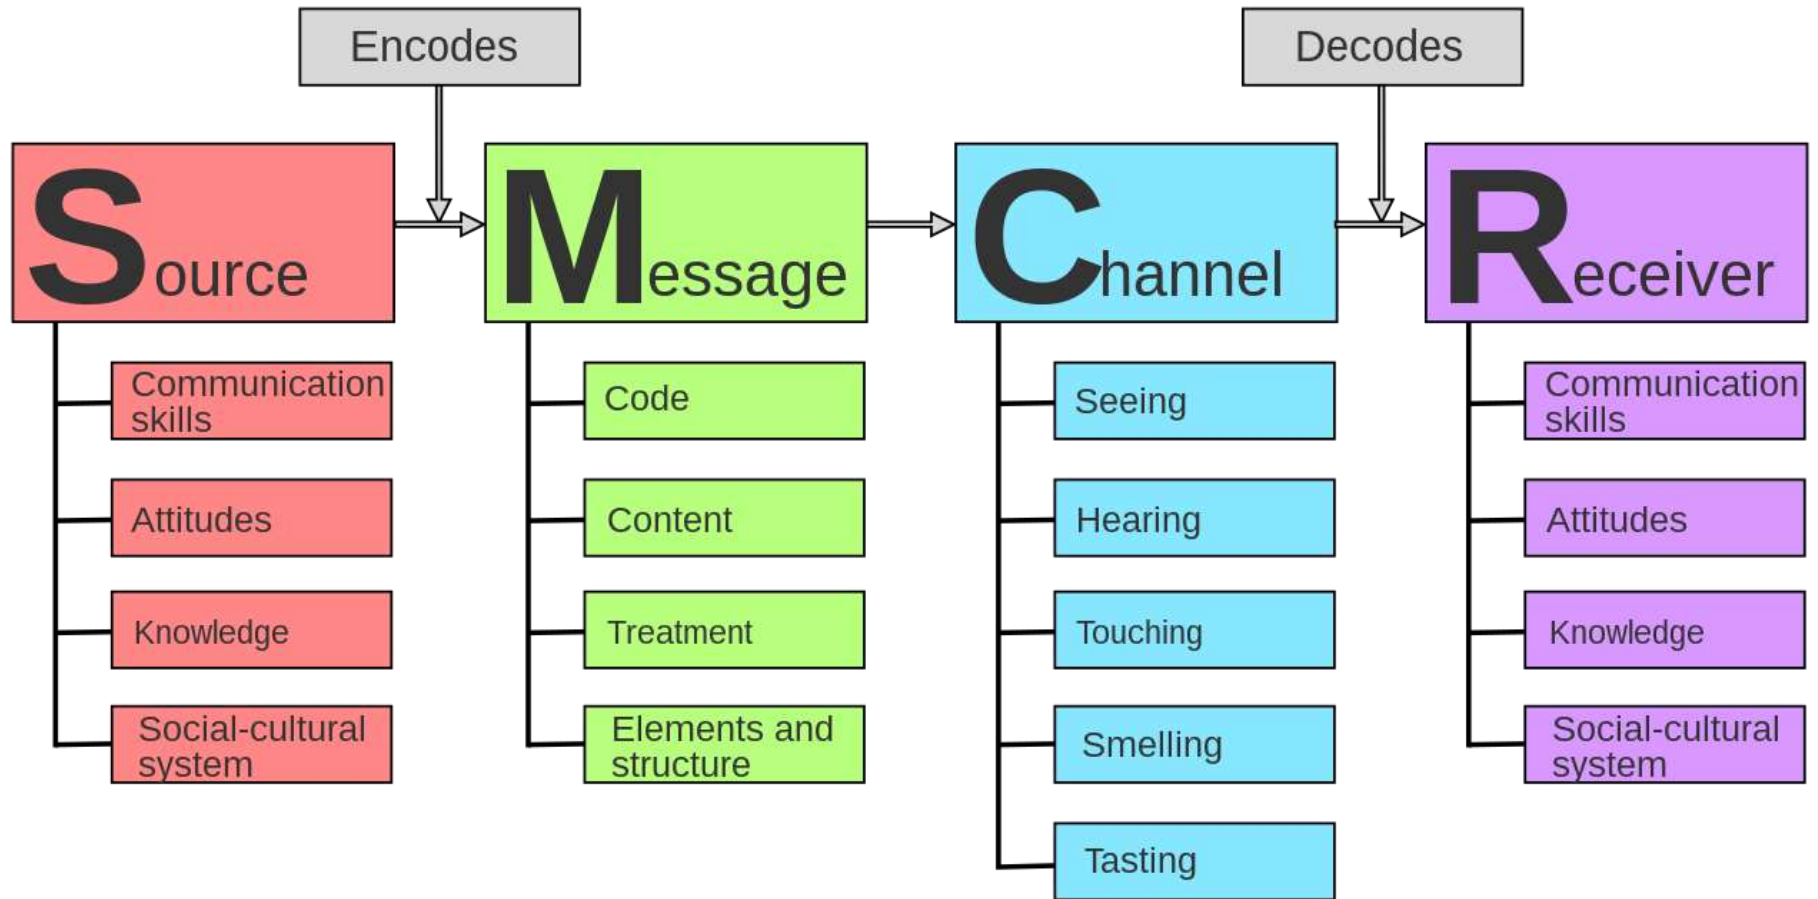 Encodes
Decodes
Source
Message
Channel
Receiver
Communication
skills
Attitudes
Knowledge
Social-cultural
system
Code
Content
Treatment
Elements and
structure
Seeing
Hearing
Touching
Smelling
Tasting
Communication
skills
Attitudes
Knowledge
Social-cultural
system